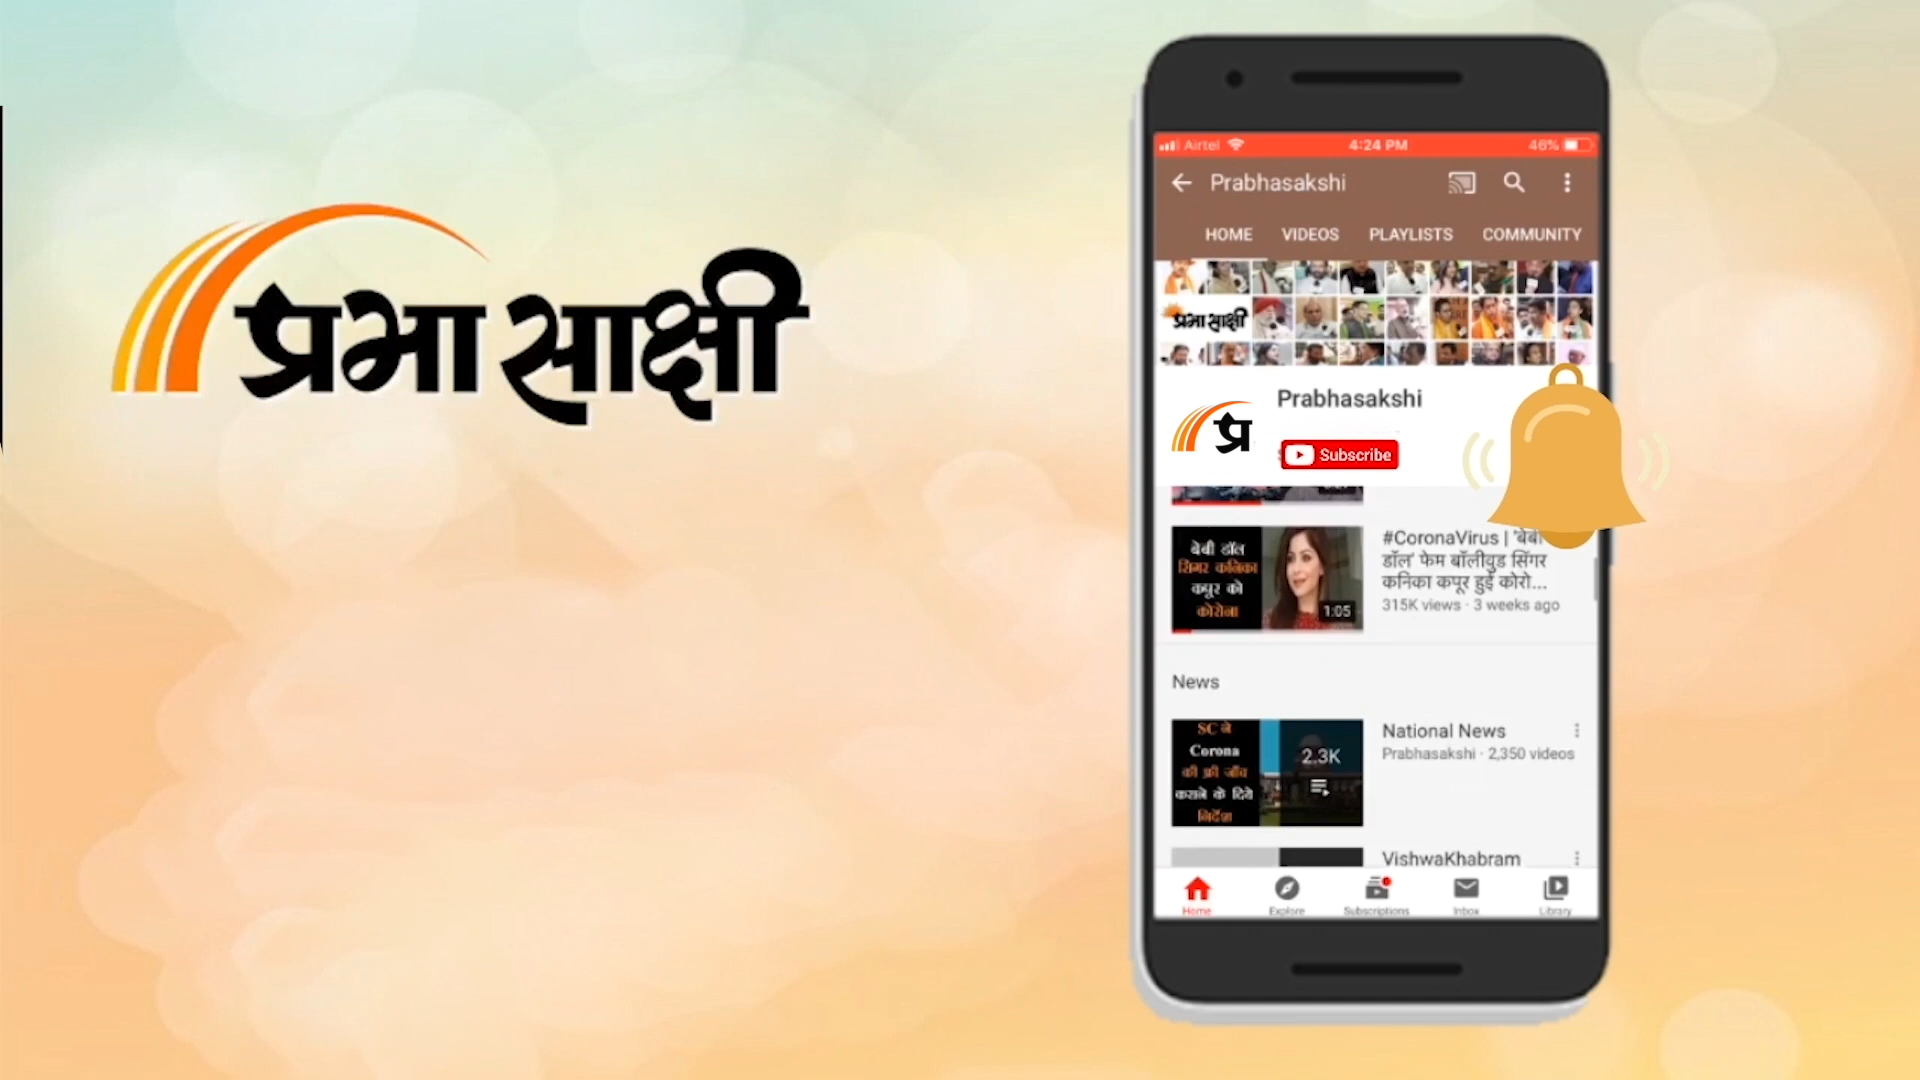 प्रभा साक्षी
Airtel 4:24 PM 46%
Prabhasakshi
HOME VIDEOS PLAYLISTS COMMUNITY
प्रभा साक्षी
Prabhasakshi
प्र
Subscribe
बेबी डॉल
सिंगर कनिका
कपूर को
कोरोना
1:05
#CoronaVirus | 'बेबी
डॉल' फेम बॉलीवुड सिंगर
कनिका कपूर हुई कोरो...
315K views · 3 weeks ago
News
SC ने
Corona
की फ्री जाँच
कराने के दिये
निर्देश
2.3K
National News
Prabhasakshi · 2,350 videos
VishwaKhabram
Home Explore Subscriptions Inbox Library